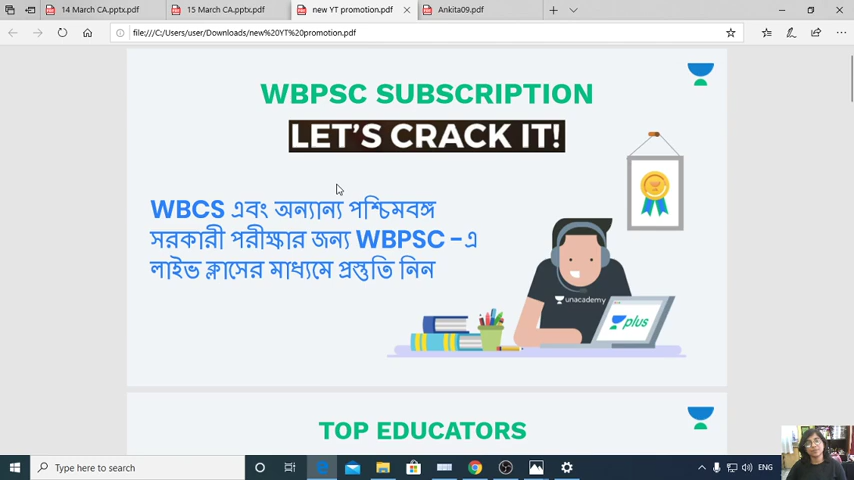 14 March CA.pptx.pdf
15 March CA.pptx.pdf
new YT promotion.pdf
Ankita09.pdf
file:///C:/Users/user/Downloads/new%20YT%20promotion.pdf
WBPSC SUBSCRIPTION
LET'S CRACK IT!
WBCS এবং অন্যান্য পশ্চিমবঙ্গ
সরকারী পরীক্ষার জন্য WBPSC -এ
লাইভ ক্লাসের মাধ্যমে প্রস্তুতি নিন
unacademy
plus
TOP EDUCATORS
Type here to search
ENG